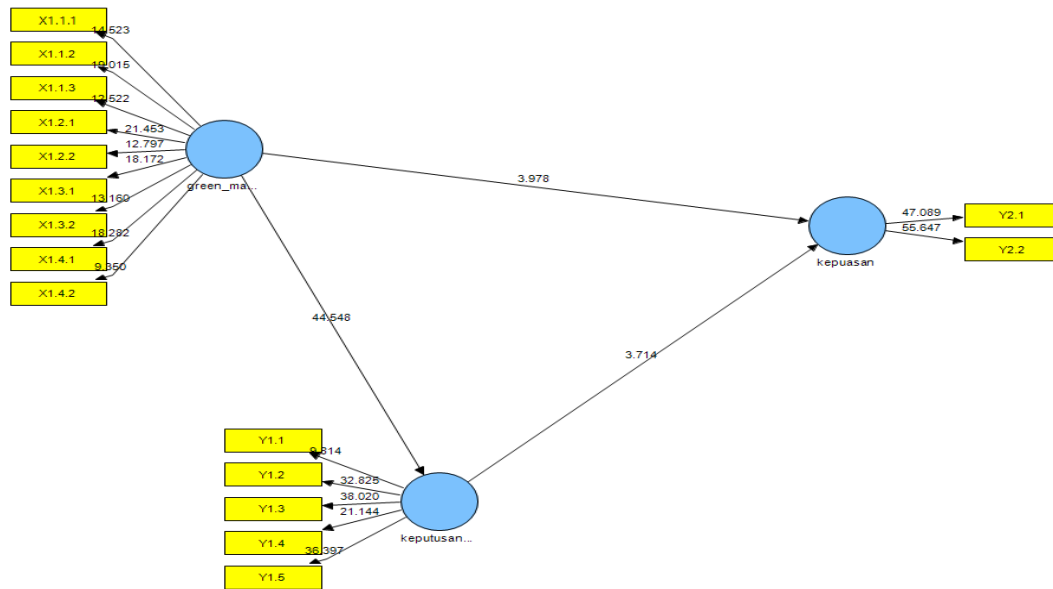 X1.1.1
14.523
X1.1.2
19.015
X1.1.3
12.522
X1.2.1
21.453
12.797
X1.2.2
18.172
X1.3.1
13.160
X1.3.2
18.282
X1.4.1
9.350
X1.4.2
green_ma...
3.978
47.089
Y2.1
55.647
Y2.2
kepuasan
44.548
3.714
Y1.1
9.814
Y1.2
32.825
38.020
Y1.3
21.144
Y1.4
36.397
Y1.5
keputusan...